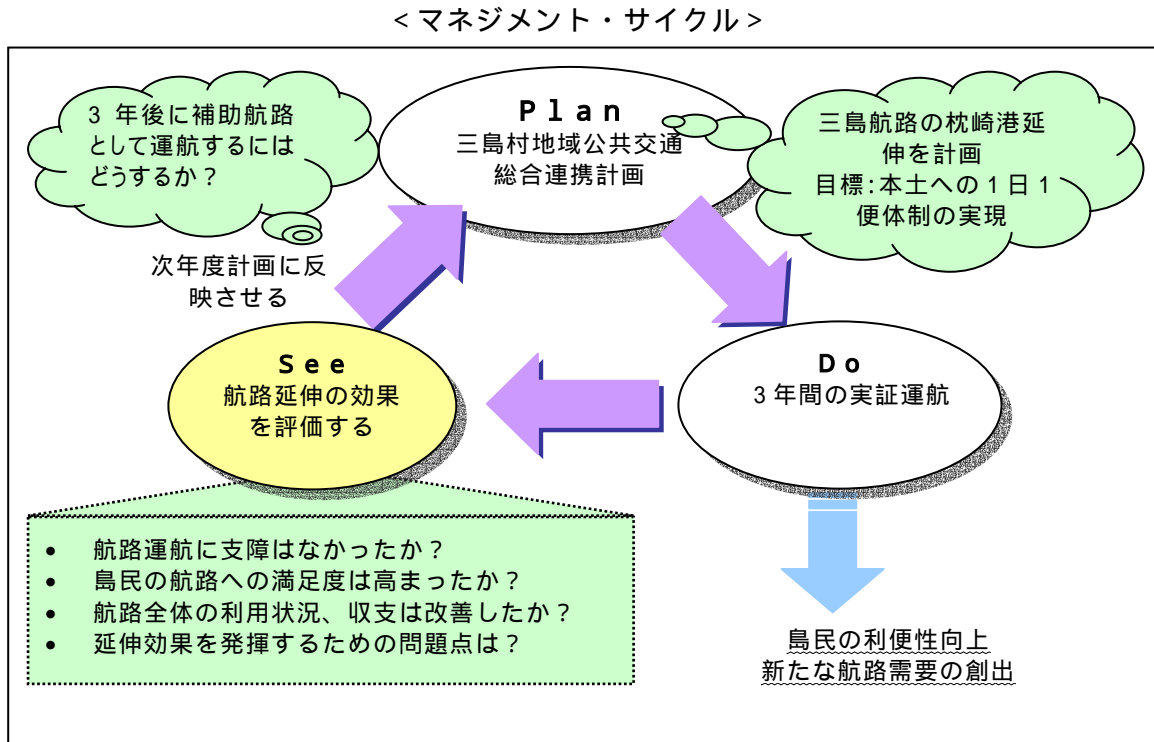 <マネジメント・サイクル>
3 年後に補助航路
として運航するには
どうするか?
Plan
三島村地域公共交通
総合連携計画
三島航路の枕崎港延
伸を計画
目標:本土への1日1
便体制の実現
次年度計画に反
映させる
See
航路延伸の効果
を評価する
Do
3年間の実証運航
• 航路運航に支障はなかったか?
• 島民の航路への満足度は高まったか?
• 航路全体の利用状況、収支は改善したか?
• 延伸効果を発揮するための問題点は?
島民の利便性向上
新たな航路需要の創出